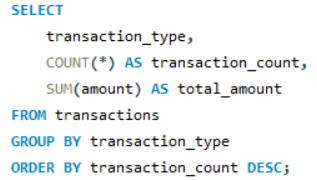 SELECT
    transaction_type,
    COUNT(*) AS transaction_count,
    SUM(amount) AS total_amount
FROM transactions
GROUP BY transaction_type
ORDER BY transaction_count DESC;